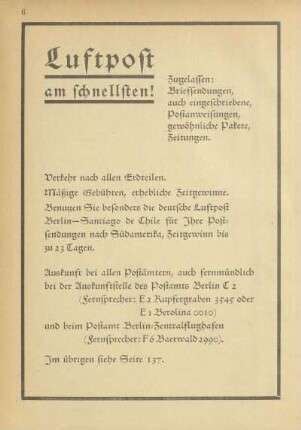 6
Luftpost
am schnellsten!
Zugelassen:
Briefsendungen,
auch eingeschriebene,
Postanweisungen,
gewöhnliche Pakete,
Zeitungen.
Verkehr nach allen Erdteilen.
Mäßige Gebühren, erhebliche Zeitgewinne.
Benutzen Sie besonders die deutsche Luftpost
Berlin—Santiago de Chile für Ihre Post-
sendungen nach Südamerika, Zeitgewinn bis
zu 23 Tagen.
Auskunft bei allen Postämtern, auch fernmündlich
bei der Auskunftstelle des Postamts Berlin C 2
(Fernsprecher: E 2 Kupfergraben 3545 oder
E 1 Berolina 0010)
und beim Postamt Berlin-Zentralflughafen
(Fernsprecher: F 6 Baerwald 2990).
Im übrigen siehe Seite 137.